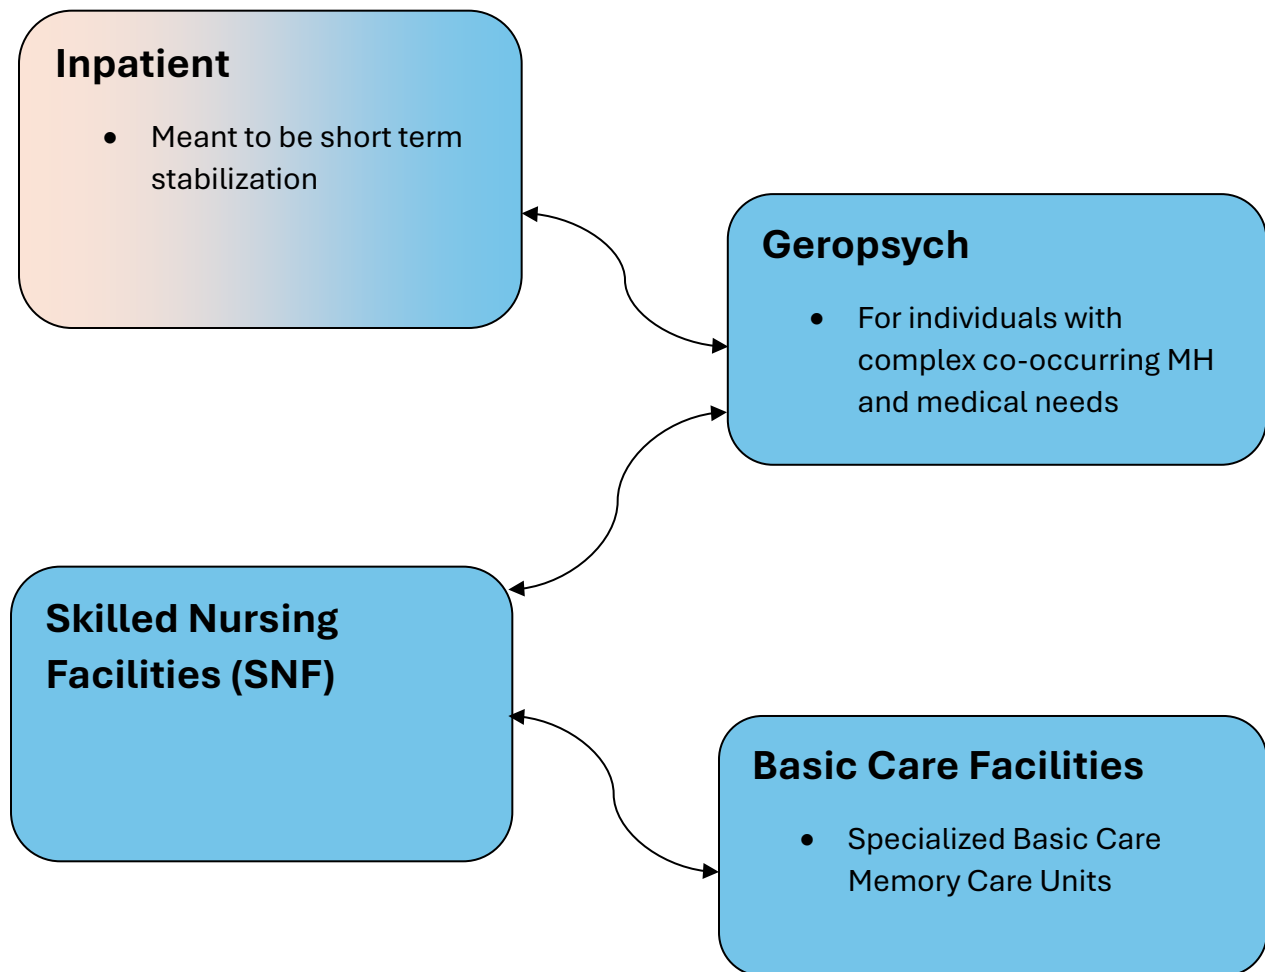 Inpatient
• Meant to be short term
stabilization
Geropsych
• For individuals with
complex co-occurring MH
and medical needs
Skilled Nursing
Facilities (SNF)
Basic Care Facilities
• Specialized Basic Care
Memory Care Units